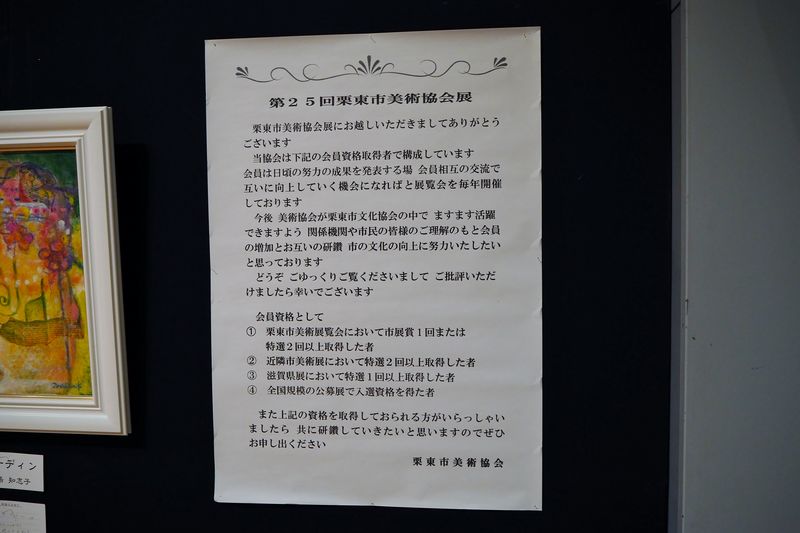 第２５回栗東市美術協会展
栗東市美術協会展にお越しいただきましてありがとう
ございます
当協会は下記の会員資格取得者で構成しています
会員は日頃の努力の成果を発表する場 会員相互の交流で
互いに向上していく機会になればと展覧会を毎年開催
しております
今後 美術協会が栗東市文化協会の中で ますます活躍
できますよう 関係機関や市民の皆様のご理解のもと会員
の増加とお互いの研鑽 市の文化の向上に努力いたしたい
と思っております
どうぞ ごゆっくりご覧くださいまして ご批評いただ
けましたら幸いでございます
会員資格として
① 栗東市美術展覧会において市展賞１回または
特選２回以上取得した者
② 近隣市美術展において特選２回以上取得した者
③ 滋賀県展において特選１回以上取得した者
④ 全国規模の公募展で入選資格を得た者
また上記の資格を取得しておられる方がいらっしゃい
ましたら 共に研鑽していきたいと思いますのでぜひ
お申し出ください
栗東市美術協会
ーディン
知志子